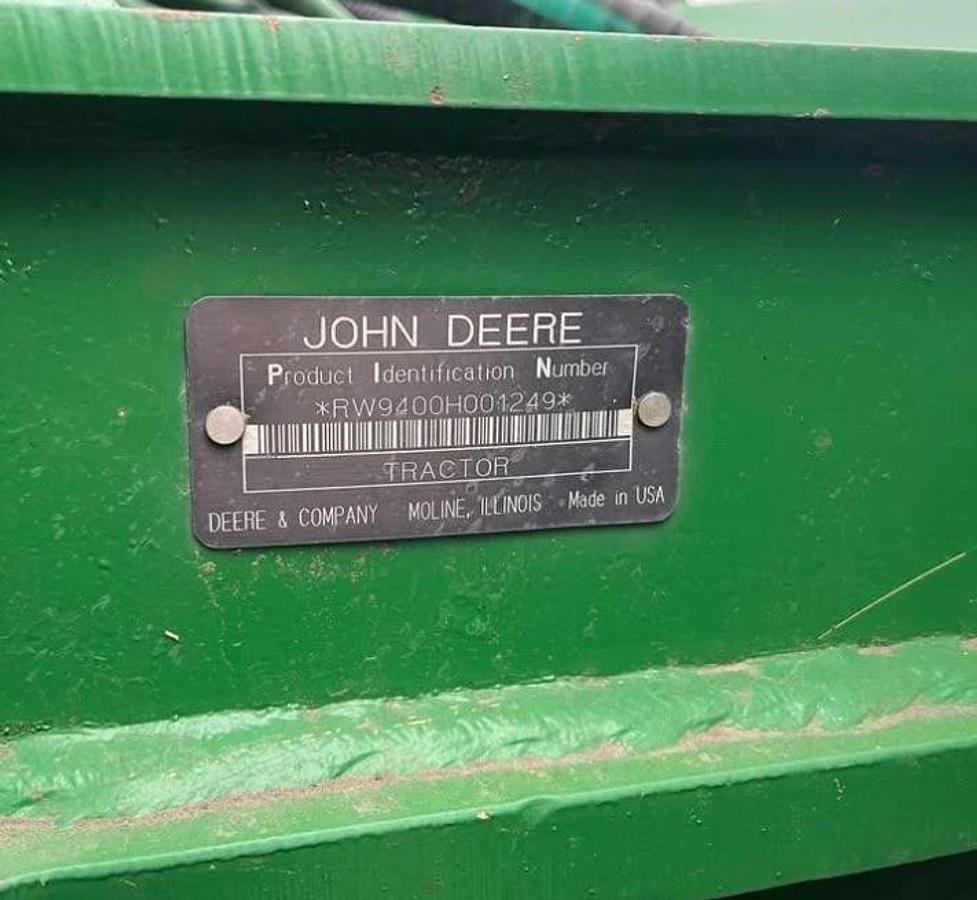 JOHN DEERE
Product Identification Number
*RW9400H001249*
TRACTOR
DEERE & COMPANY MOLINE, ILLINOIS Made in USA